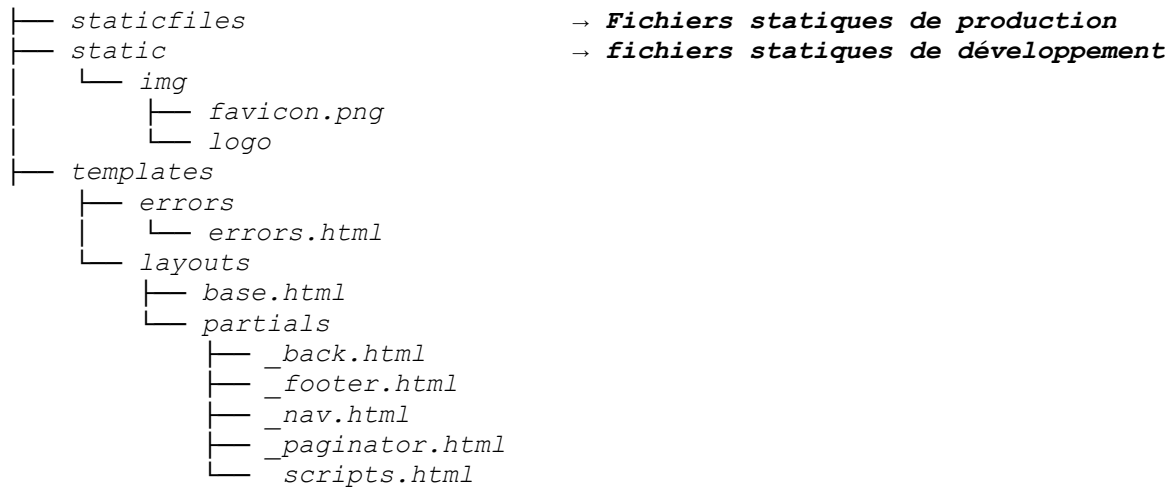 ├── staticfiles → Fichiers statiques de production
├── static → fichiers statiques de développement
│   └── img
│       ├── favicon.png
│       └── logo
├── templates
    ├── errors
    │   └── errors.html
    └── layouts
        ├── base.html
        └── partials
            ├── _back.html
            ├── _footer.html
            ├── _nav.html
            ├── _paginator.html
            └── _scripts.html